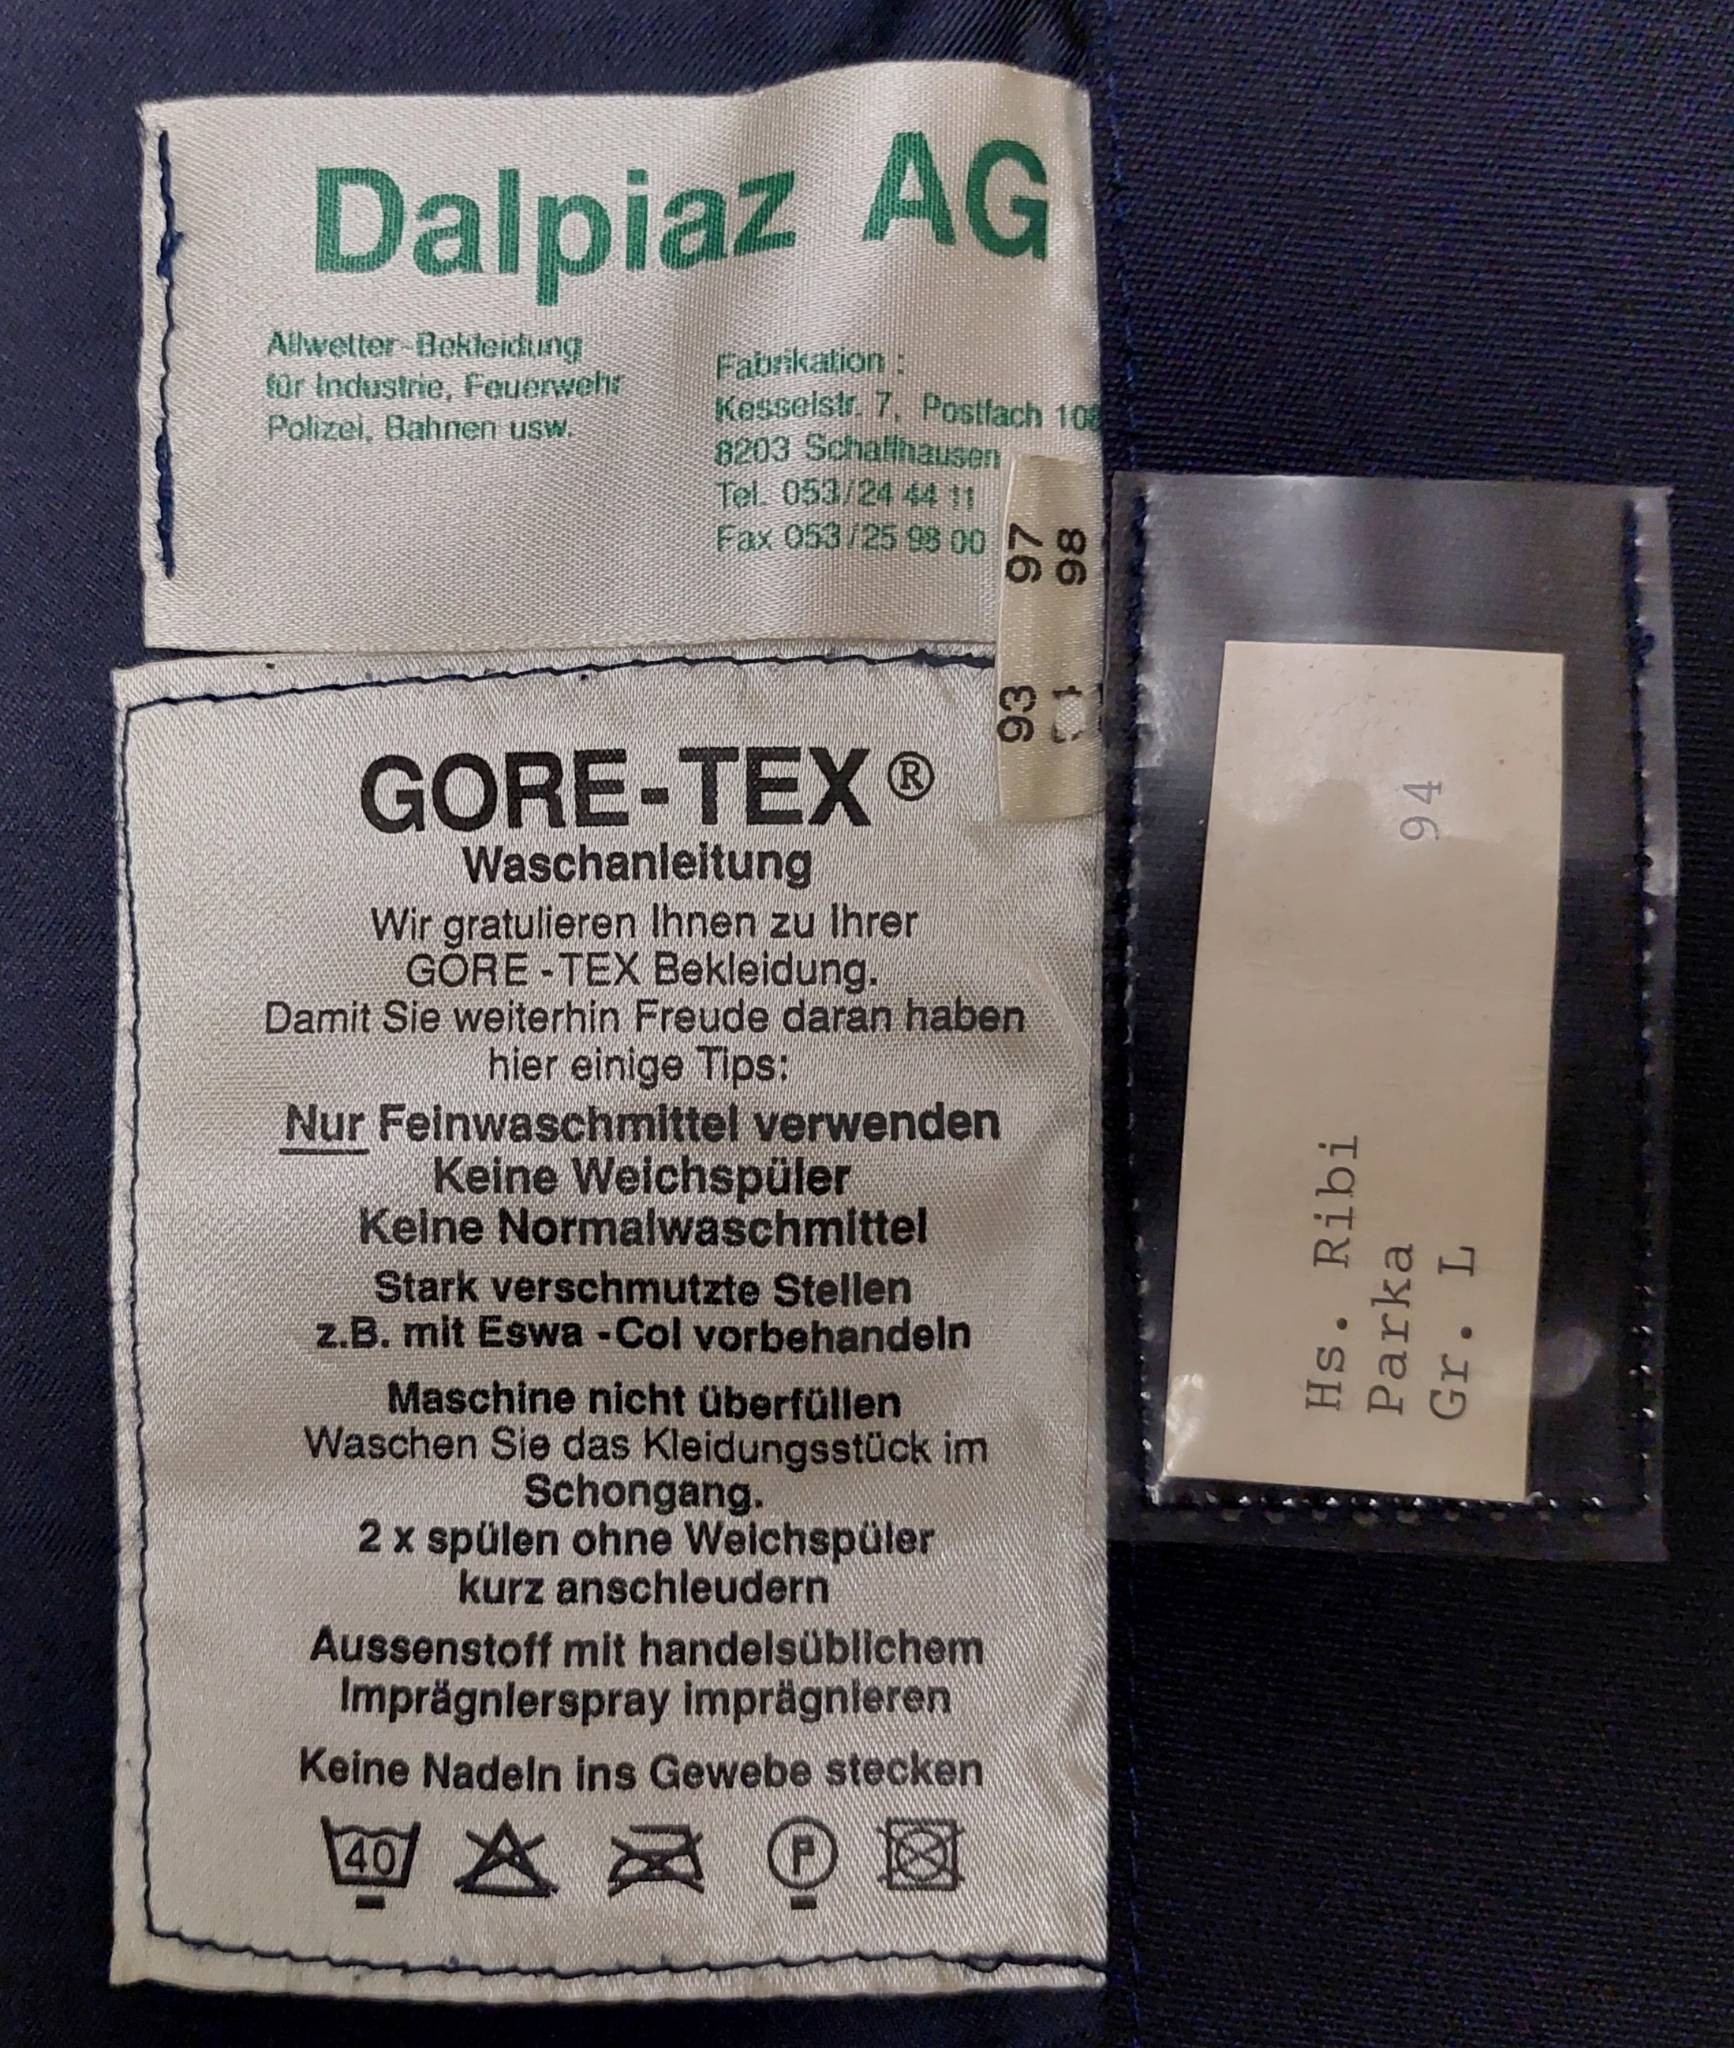 Dalpiaz AG
Allwetter-Bekleidung
für Industrie, Feuerwehr
Polizei, Bahnen usw.
Fabrikation :
Kesselstr. 7, Postfach
8203 Schaffhausen
Tel. 053/24 44 11
Fax 053/25 98 00
93 97
98
GORE-TEX®
Waschanleitung
Wir gratulieren Ihnen zu Ihrer
GORE-TEX Bekleidung.
Damit Sie weiterhin Freude daran haben
hier einige Tips:
Nur Feinwaschmittel verwenden
Keine Weichspüler
Keine Normalwaschmittel
Stark verschmutzte Stellen
z.B. mit Eswa-Col vorbehandeln
Maschine nicht überfüllen
Waschen Sie das Kleidungsstück im
Schongang.
2 x spülen ohne Weichspüler
kurz anschleudern
Aussenstoff mit handelsüblichem
Imprägnierspray imprägnieren
Keine Nadeln ins Gewebe stecken
40 P
Hs. Ribi
Parka
Gr. L 94